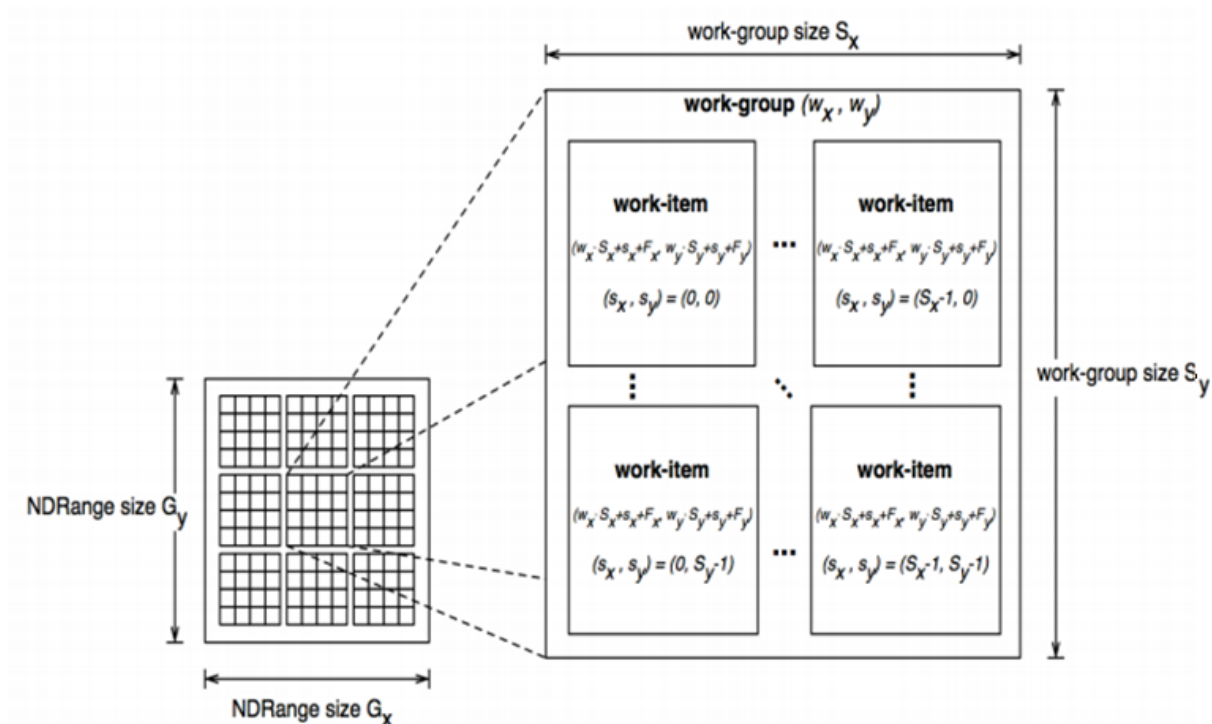 work-group size Sx
work-group (wx , wy)
work-item
(wx·Sx+sx+Fx, wy·Sy+sy+Fy)
(sx , sy) = (0, 0)
...
work-item
(wx·Sx+sx+Fx, wy·Sy+sy+Fy)
(sx , sy) = (Sx-1, 0)
work-group size Sy
work-item
(wx·Sx+sx+Fx, wy·Sy+sy+Fy)
(sx , sy) = (0, Sy-1)
...
work-item
(wx·Sx+sx+Fx, wy·Sy+sy+Fy)
(sx , sy) = (Sx-1, Sy-1)
NDRange size Gy
NDRange size Gx